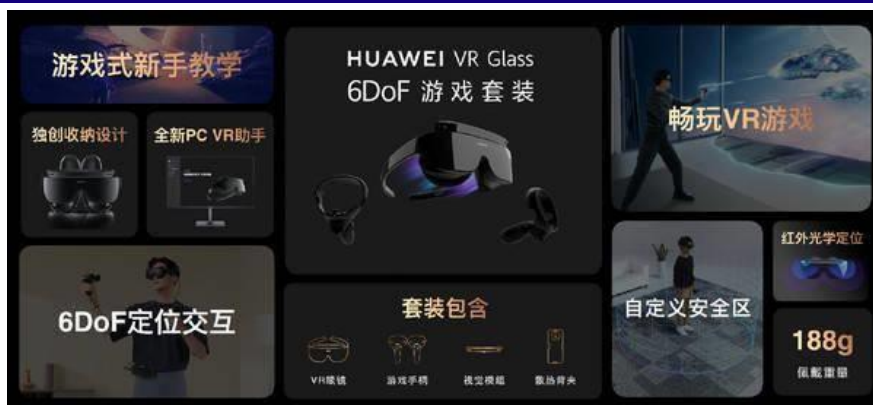 游戏式新手教学
独创收纳设计
全新PC VR助手
6DoF定位交互
HUAWEI VR Glass
6DoF 游戏套装
套装包含
VR眼镜
游戏手柄
视觉模组
散热背夹
畅玩VR游戏
自定义安全区
红外光学定位
188g
佩戴重量